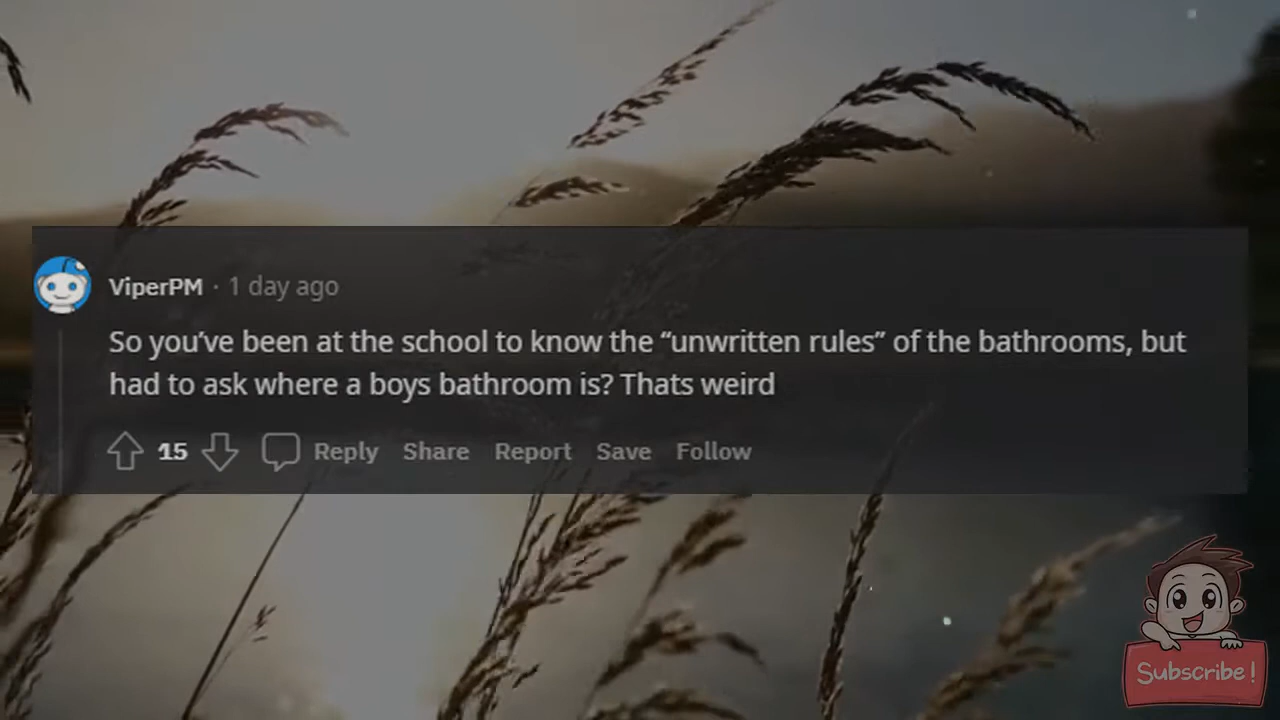 ViperPM · 1 day ago
So you’ve been at the school to know the “unwritten rules” of the bathrooms, but
had to ask where a boys bathroom is? Thats weird
15 Reply Share Report Save Follow
Subscribe!